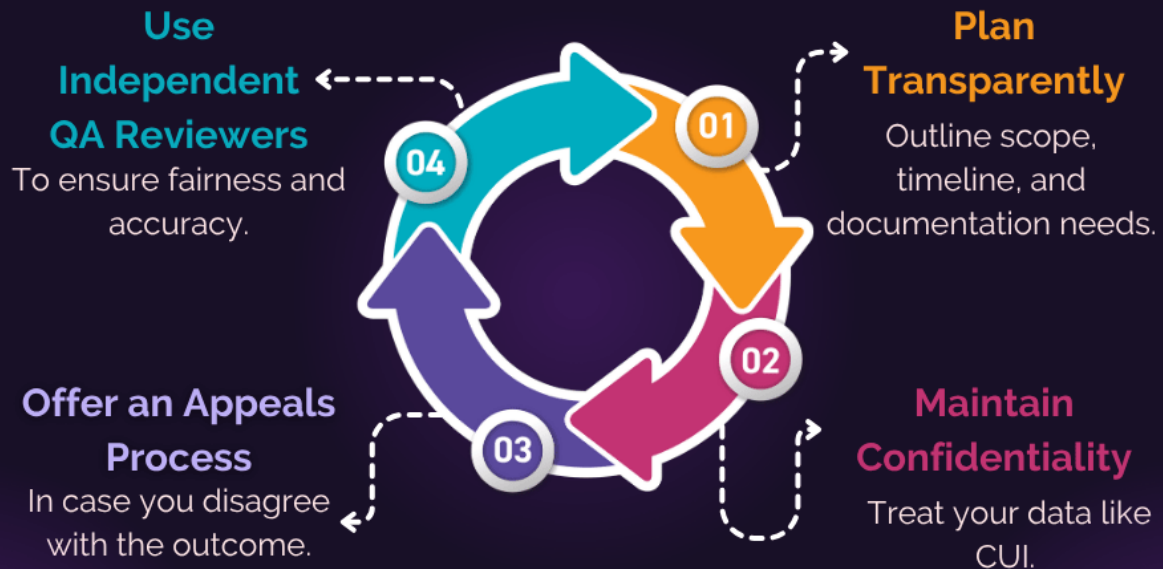 Use
Independent
QA Reviewers
To ensure fairness and
accuracy.
04
01
Plan
Transparently
Outline scope,
timeline, and
documentation needs.
Offer an Appeals
Process
In case you disagree
with the outcome.
03
02
Maintain
Confidentiality
Treat your data like
CUI.